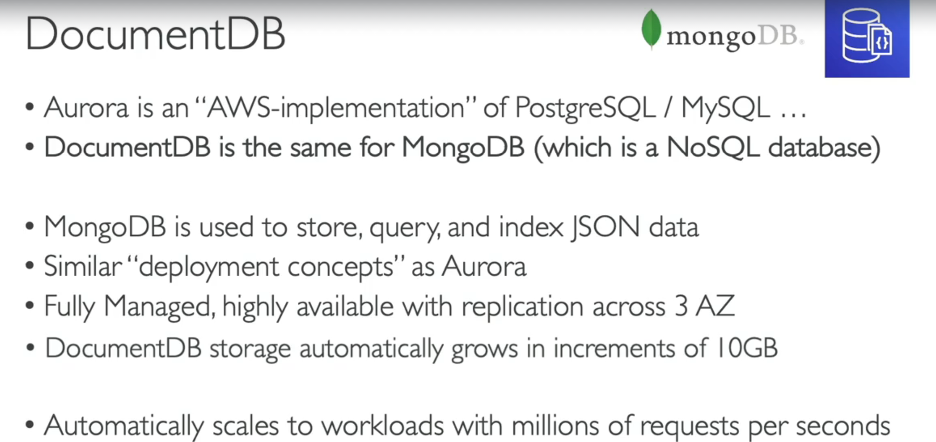 DocumentDB
mongoDB®
{}
• Aurora is an “AWS-implementation” of PostgreSQL / MySQL …
• DocumentDB is the same for MongoDB (which is a NoSQL database)
• MongoDB is used to store, query, and index JSON data
• Similar “deployment concepts” as Aurora
• Fully Managed, highly available with replication across 3 AZ
• DocumentDB storage automatically grows in increments of 10GB
• Automatically scales to workloads with millions of requests per seconds